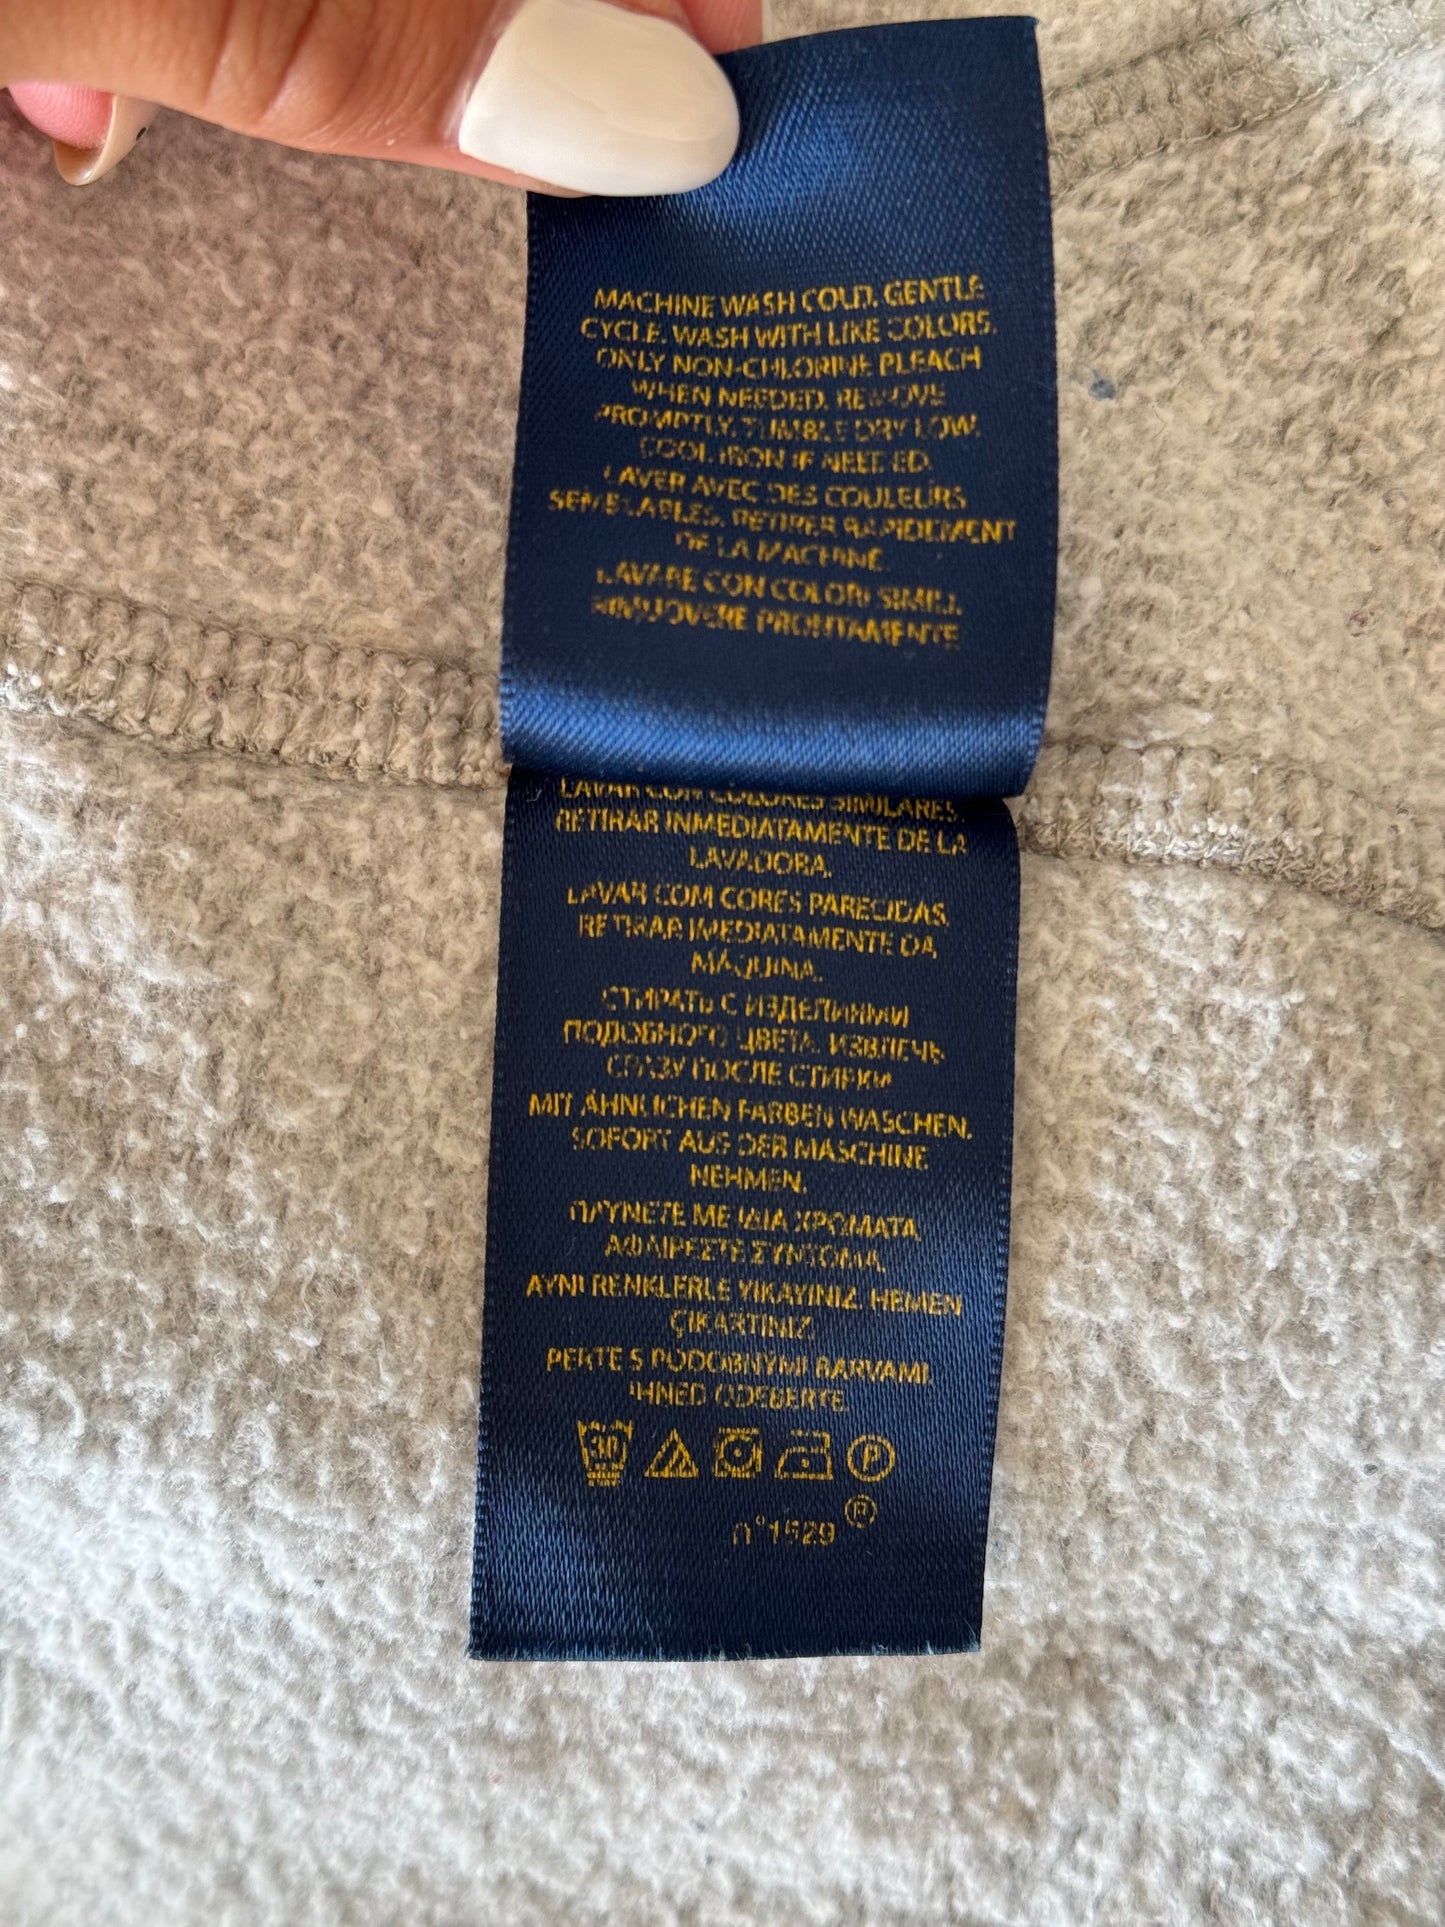 MACHINE WASH COLD. GENTLE
CYCLE. WASH WITH LIKE COLORS.
ONLY NON-CHLORINE BLEACH
WHEN NEEDED. REMOVE
PROMPTLY. TUMBLE DRY LOW.
COOL IRON IF NEEDED.
LAVER AVEC DES COULEURS
SEMBLABLES. RETIRER RAPIDEMENT
DE LA MACHINE.
LAVARE CON COLORI SIMILI.
RIMUOVERE PRONTAMENTE
LAVAR CON COLORES SIMILARES.
RETIRAR INMEDIATAMENTE DE LA
LAVADORA.
LAVAR COM CORES PARECIDAS.
RETIRAR IMEDIATAMENTE DA
MÁQUINA.
СТИРАТЬ С ИЗДЕЛИЯМИ
ПОДОБНОГО ЦВЕТА. ИЗВЛЕЧЬ
СРАЗУ ПОСЛЕ СТИРКИ
MIT ÄHNLICHEN FARBEN WASCHEN.
SOFORT AUS DER MASCHINE
NEHMEN.
ΠΛΥΝΕΤΕ ΜΕ ΙΔΙΑ ΧΡΩΜΑΤΑ
ΑΦΑΙΡΕΣΤΕ ΣΥΝΤΟΜΑ.
AYNI RENKLERLE YIKAYINIZ. HEMEN
ÇIKARTINIZ.
PERTE S PODOBNÝMI BARVAMI.
IHNED ODEBERTE.
30 P
n°1629 ®